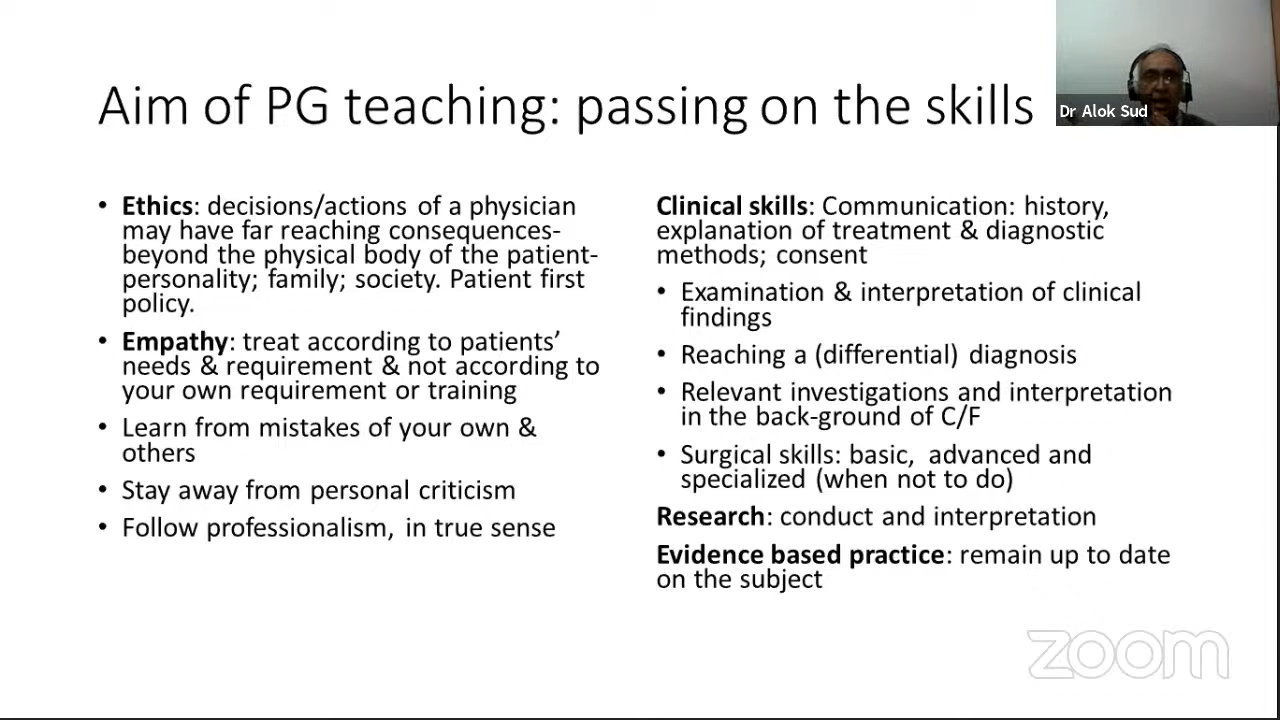 Aim of PG teaching: passing on the skills
Dr Alok Sud
• Ethics: decisions/actions of a physician
may have far reaching consequences-
beyond the physical body of the patient-
personality; family; society. Patient first
policy.
• Empathy: treat according to patients’
needs & requirement & not according to
your own requirement or training
• Learn from mistakes of your own &
others
• Stay away from personal criticism
• Follow professionalism, in true sense
Clinical skills: Communication: history,
explanation of treatment & diagnostic
methods; consent
• Examination & interpretation of clinical
findings
• Reaching a (differential) diagnosis
• Relevant investigations and interpretation
in the back-ground of C/F
• Surgical skills: basic, advanced and
specialized (when not to do)
Research: conduct and interpretation
Evidence based practice: remain up to date
on the subject
zoom